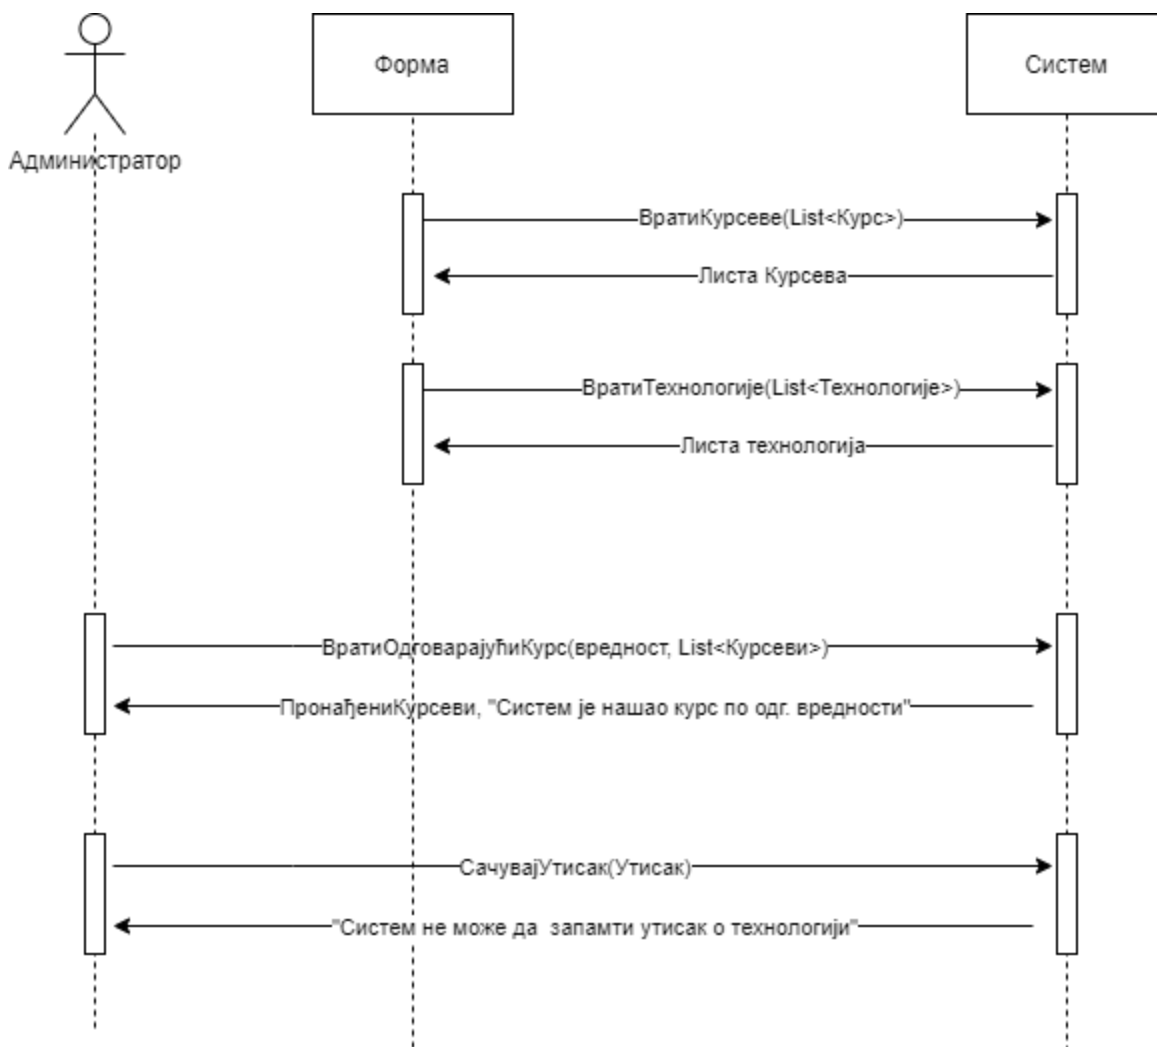 Форма
Систем
Администратор
ВратиКурсеве(List<Курс>)
Листа Курсева
ВратиТехнологије(List<Технологије>)
Листа технологија
ВратиОдговарајућиКурс(вредност, List<Курсеви>)
ПронађениКурсеви, "Систем је нашао курс по одг. вредности"
СачувајУтисак(Утисак)
"Систем не може да  запамти утисак о технологији"